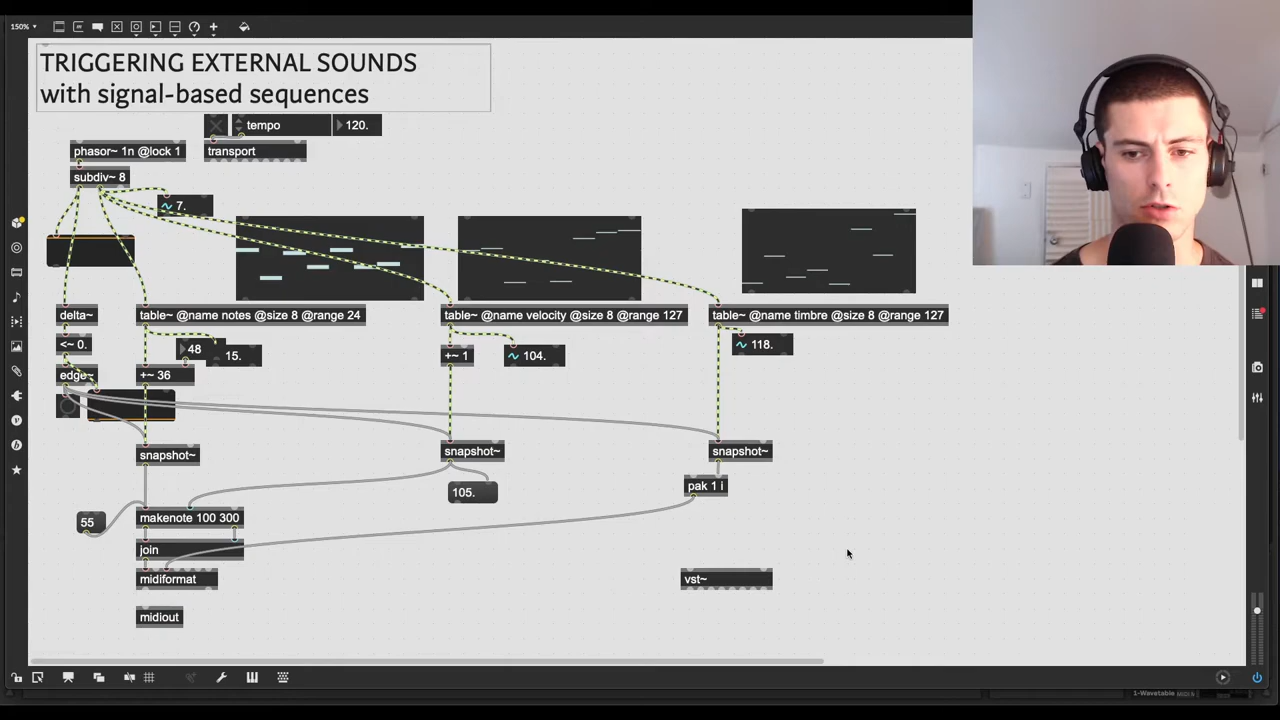 150%
TRIGGERING EXTERNAL SOUNDS
with signal-based sequences
tempo
120.
phasor~ 1n @lock 1
transport
subdiv~ 8
7.
delta~
table~ @name notes @size 8 @range 24
table~ @name velocity @size 8 @range 127
table~ @name timbre @size 8 @range 127
<~ 0.
48
15.
+~ 1
104.
118.
edge~
+~ 36
snapshot~
snapshot~
snapshot~
105.
pak 1 i
55
makenote 100 300
join
midiformat
vst~
midiout
1-Wavetable